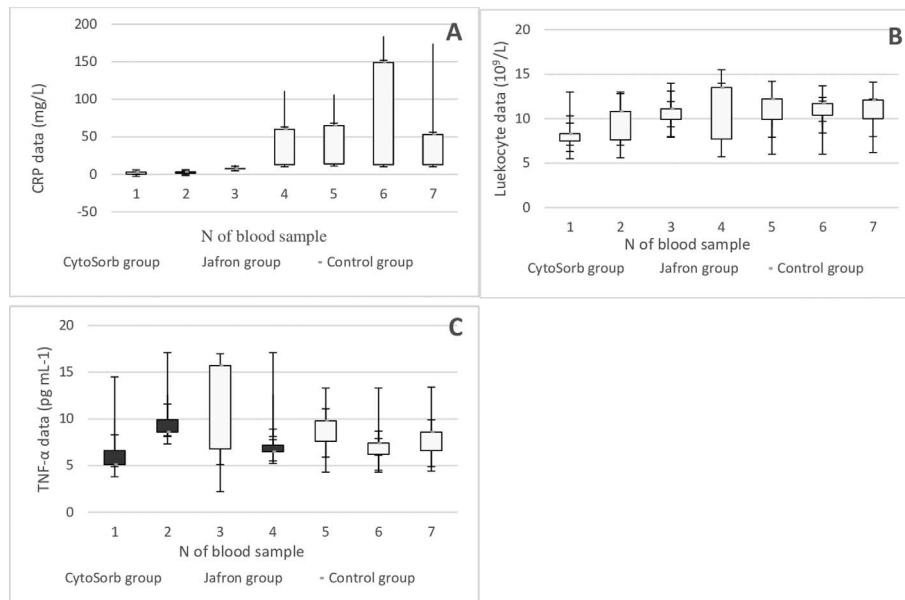 A
CRP data (mg/L)
200
150
100
50
0
-50
1 2 3 4 5 6 7
N of blood sample
CytoSorb group Jafron group Control group
B
Luekocyte data (10⁹/L)
20
15
10
5
0
1 2 3 4 5 6 7
N of blood sample
CytoSorb group Jafron group Control group
C
TNF-α data (pg mL-1)
20
15
10
5
0
1 2 3 4 5 6 7
N of blood sample
CytoSorb group Jafron group Control group